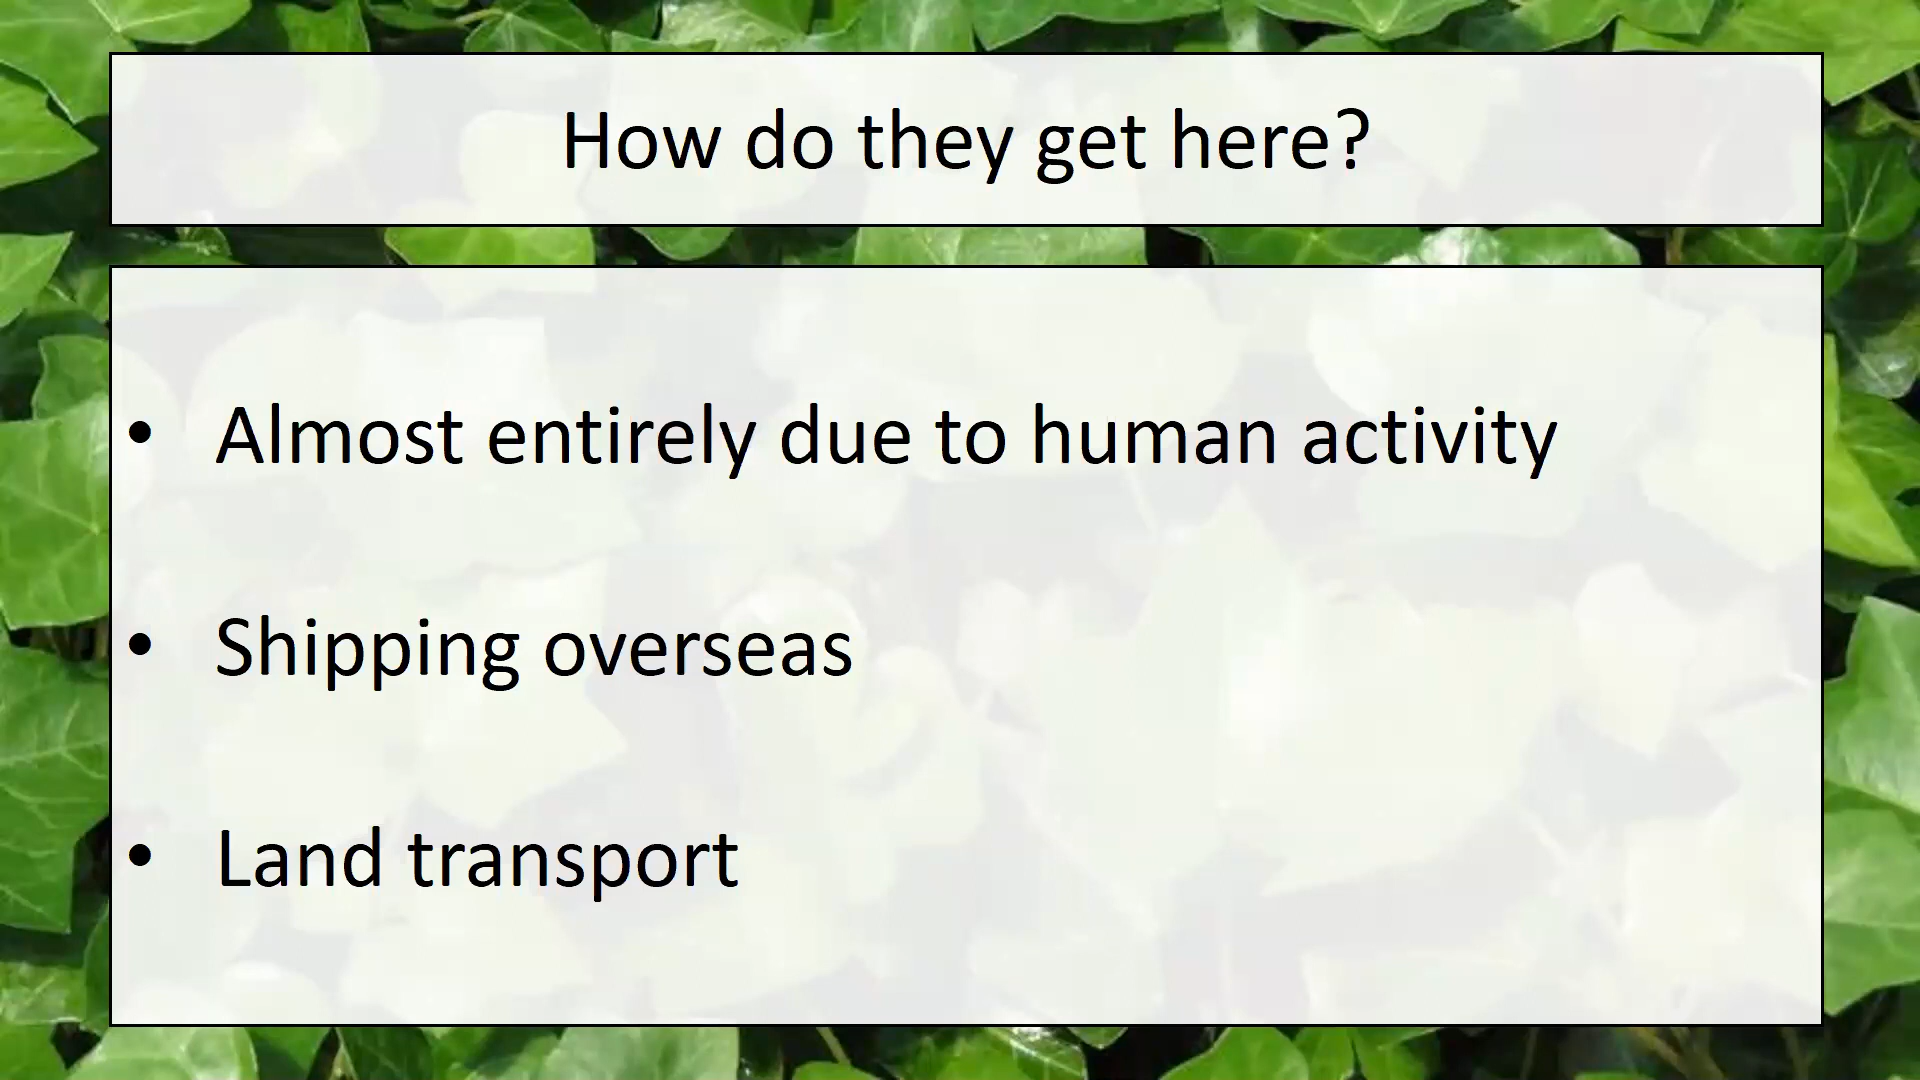 How do they get here?
• Almost entirely due to human activity
• Shipping overseas
• Land transport